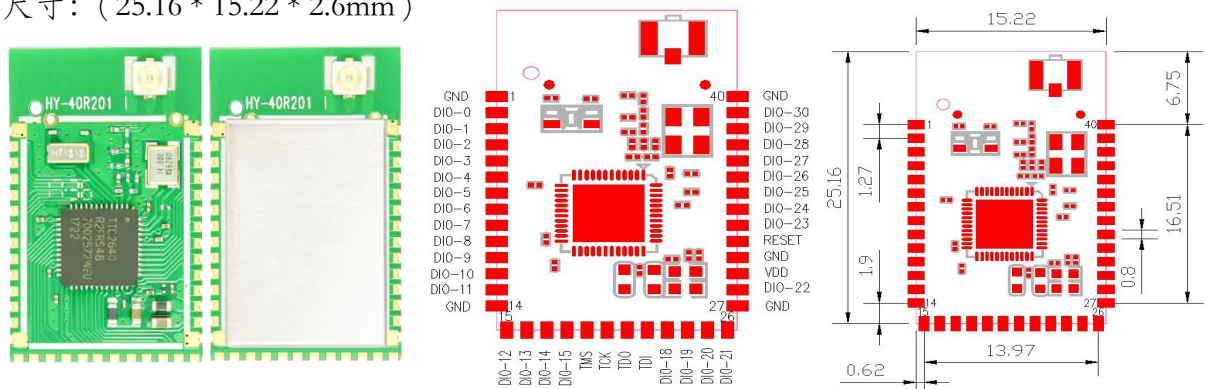 尺寸：（25.16 * 15.22 * 2.6mm）
HY-40R201
HY-40R201
TI
CC2640
R2FRSMB
1722
GND
DIO-0
DIO-1
DIO-2
DIO-3
DIO-4
DIO-5
DIO-6
DIO-7
DIO-8
DIO-9
DIO-10
DIO-11
GND
1
14
15
40
27
26
GND
DIO-30
DIO-29
DIO-28
DIO-27
DIO-26
DIO-25
DIO-24
DIO-23
RESET
GND
VDD
DIO-22
GND
DIO-12
DIO-13
DIO-14
DIO-15
TMS
TCK
TDO
TDI
DIO-18
DIO-19
DIO-20
DIO-21
15.22
6.75
1
40
1.27
25.16
16.51
0.8
1.9
14
15
27
26
13.97
0.62